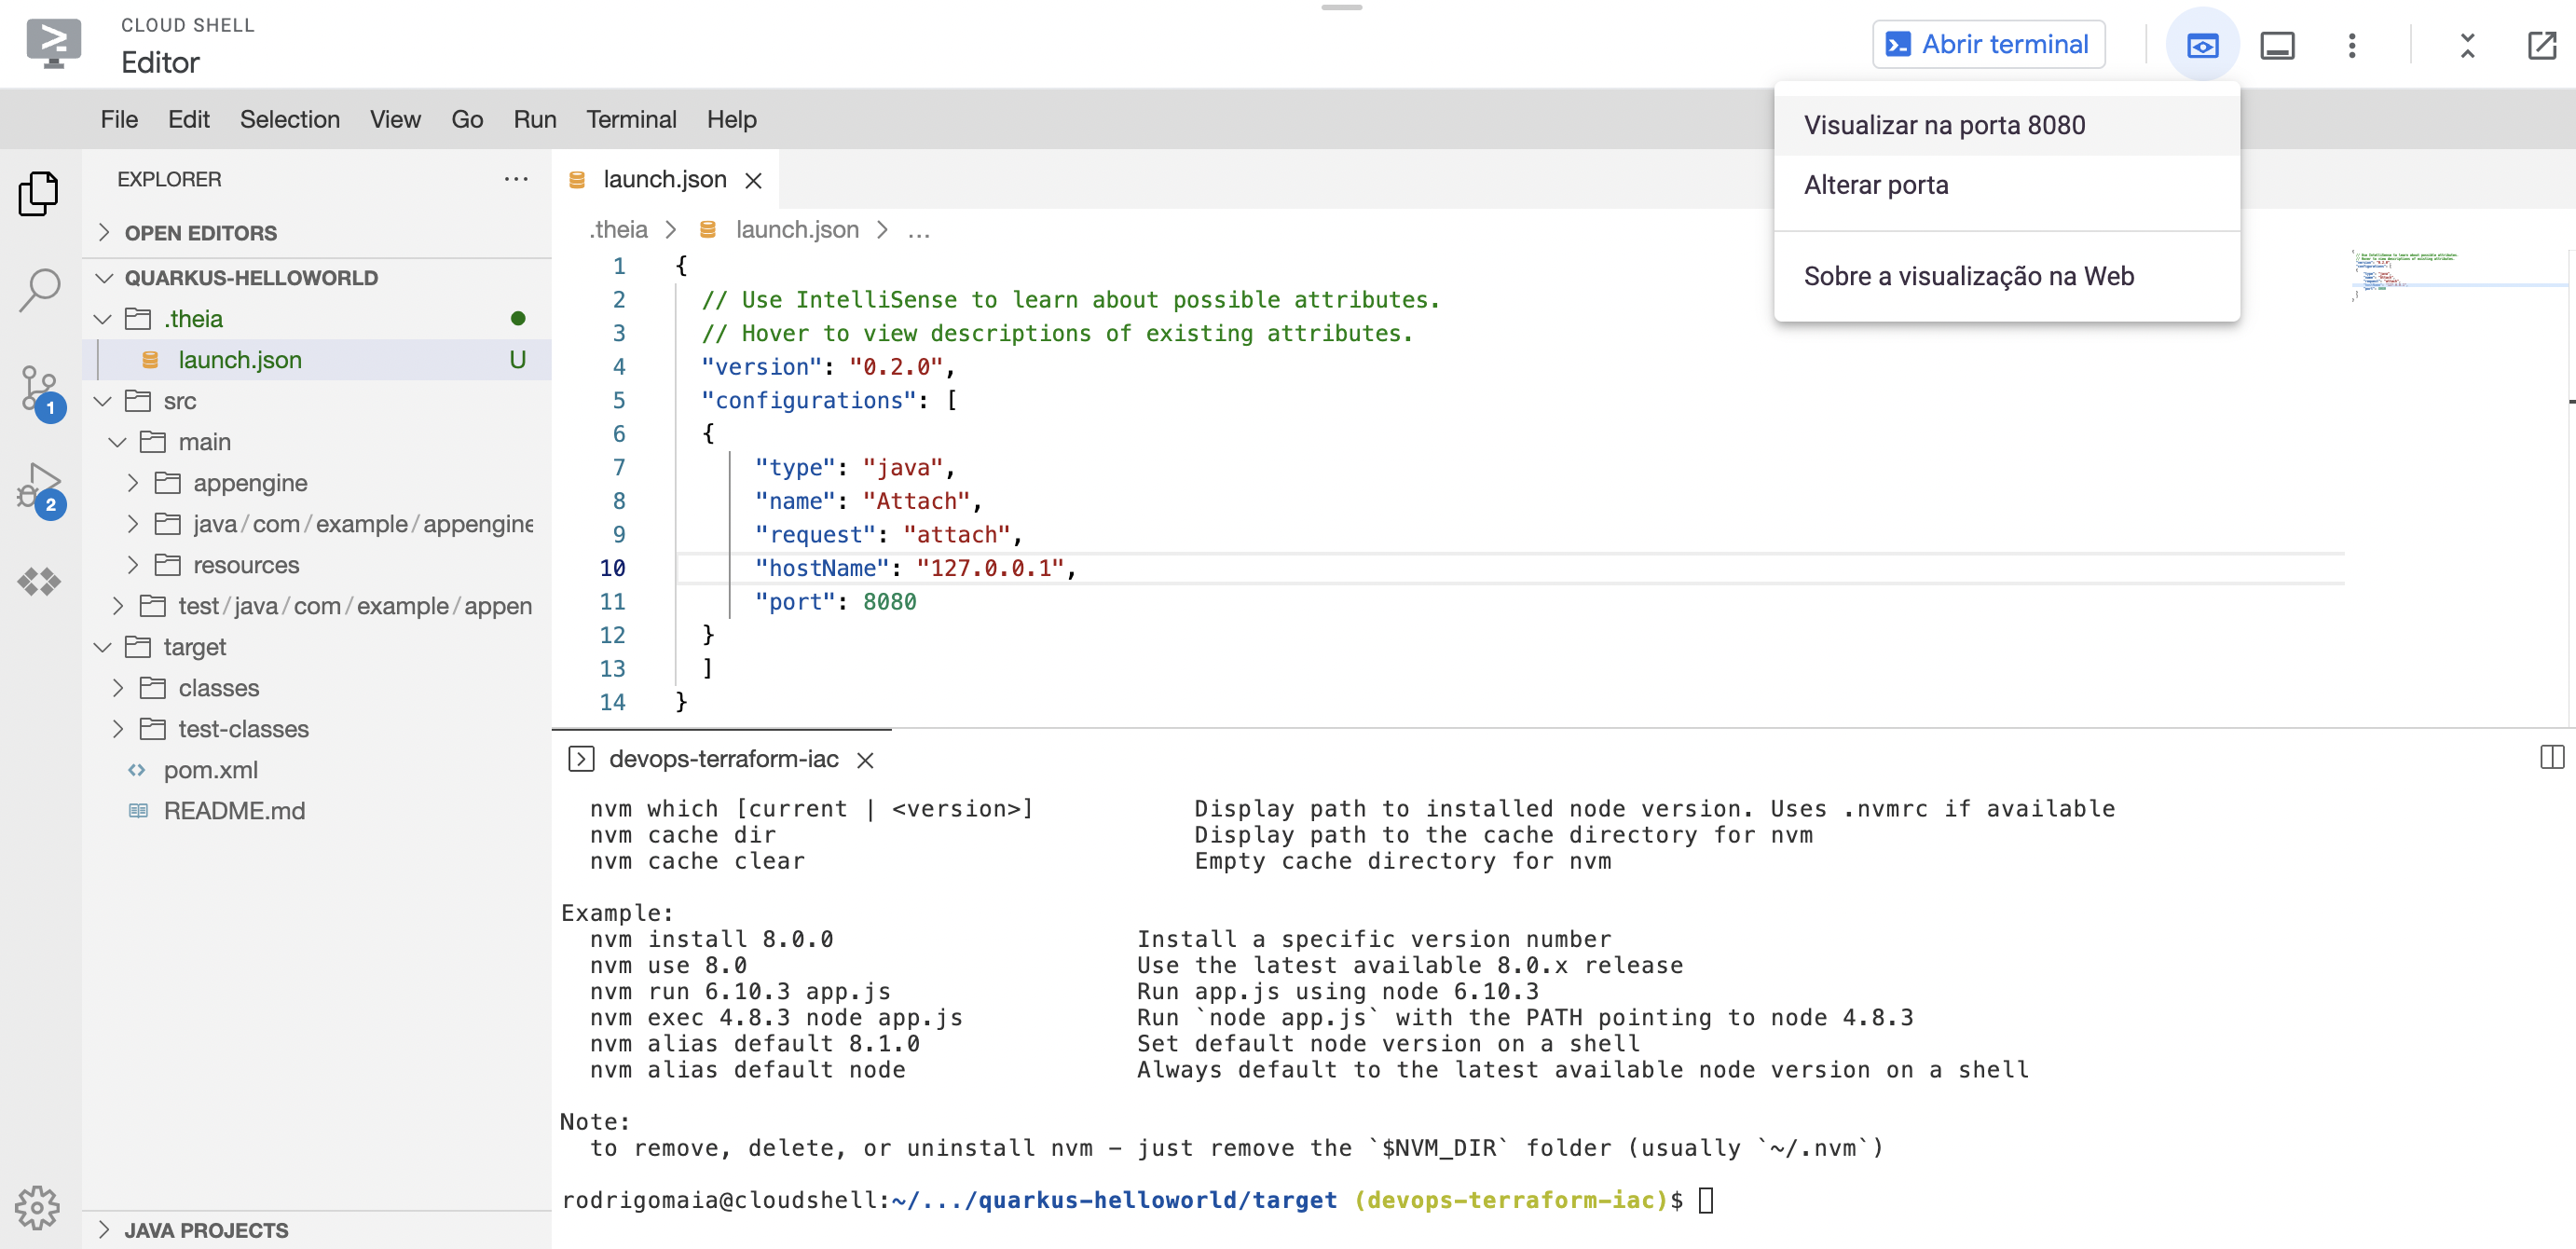 CLOUD SHELL
Editor
Abrir terminal
File Edit Selection View Go Run Terminal Help
Visualizar na porta 8080
Alterar porta
Sobre a visualização na Web
EXPLORER
OPEN EDITORS
QUARKUS-HELLOWORLD
.theia
launch.json U
src
main
appengine
java/com/example/appengine
resources
test/java/com/example/appen
target
classes
test-classes
pom.xml
README.md
JAVA PROJECTS
1
2
launch.json
.theia > launch.json > ...
1 {
2 // Use IntelliSense to learn about possible attributes.
3 // Hover to view descriptions of existing attributes.
4 "version": "0.2.0",
5 "configurations": [
6 {
7 "type": "java",
8 "name": "Attach",
9 "request": "attach",
10 "hostName": "127.0.0.1",
11 "port": 8080
12 }
13 ]
14 }
devops-terraform-iac
nvm which [current | <version>] Display path to installed node version. Uses .nvmrc if available
nvm cache dir Display path to the cache directory for nvm
nvm cache clear Empty cache directory for nvm
Example:
nvm install 8.0.0 Install a specific version number
nvm use 8.0 Use the latest available 8.0.x release
nvm run 6.10.3 app.js Run app.js using node 6.10.3
nvm exec 4.8.3 node app.js Run `node app.js` with the PATH pointing to node 4.8.3
nvm alias default 8.1.0 Set default node version on a shell
nvm alias default node Always default to the latest available node version on a shell
Note:
to remove, delete, or uninstall nvm - just remove the `$NVM_DIR` folder (usually `~/.nvm`)
rodrigomaia@cloudshell:~/.../quarkus-helloworld/target (devops-terraform-iac)$